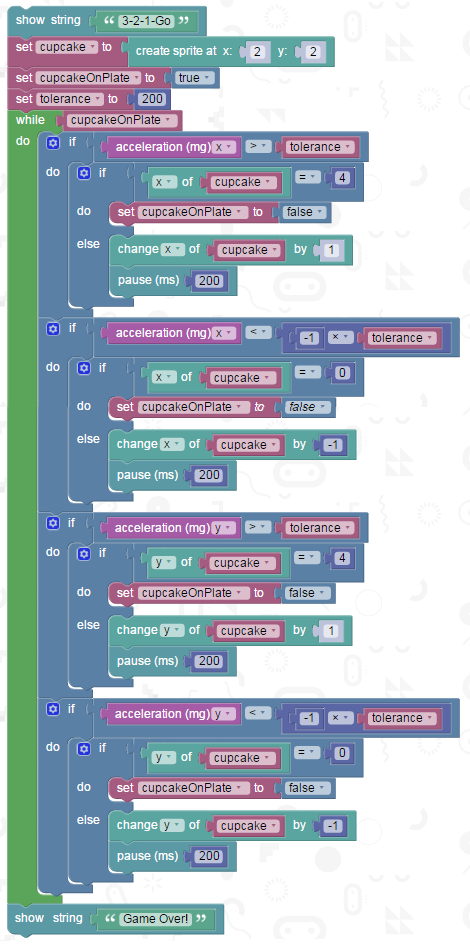 show string “ 3-2-1-Go ”
set cupcake to create sprite at x: 2 y: 2
set cupcakeOnPlate to true
set tolerance to 200
while cupcakeOnPlate
do if acceleration (mg) x > tolerance
do if x of cupcake = 4
do set cupcakeOnPlate to false
else change x of cupcake by 1
pause (ms) 200
if acceleration (mg) x < -1 × tolerance
do if x of cupcake = 0
do set cupcakeOnPlate to false
else change x of cupcake by -1
pause (ms) 200
if acceleration (mg) y > tolerance
do if y of cupcake = 4
do set cupcakeOnPlate to false
else change y of cupcake by 1
pause (ms) 200
if acceleration (mg) y < -1 × tolerance
do if y of cupcake = 0
do set cupcakeOnPlate to false
else change y of cupcake by -1
pause (ms) 200
show string “ Game Over! ”